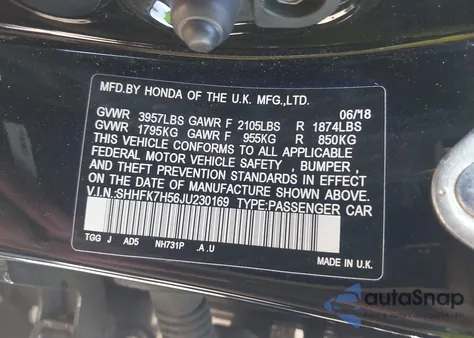 MFD.BY HONDA OF THE U.K. MFG.,LTD.
06/18
GVWR 3957LBS GAWR F 2105LBS R 1874LBS
GVWR 1795KG GAWR F 955KG R 850KG
THIS VEHICLE CONFORMS TO ALL APPLICABLE
FEDERAL MOTOR VEHICLE SAFETY , BUMPER ,
AND THEFT PREVENTION STANDARDS IN EFFECT
ON THE DATE OF MANUFACTURE SHOWN ABOVE.
V.I.N.:SHHFK7H56JU230169 TYPE:PASSENGER CAR
TGG J AD5 NH731P .A.U
MADE IN U.K.
autoSnap